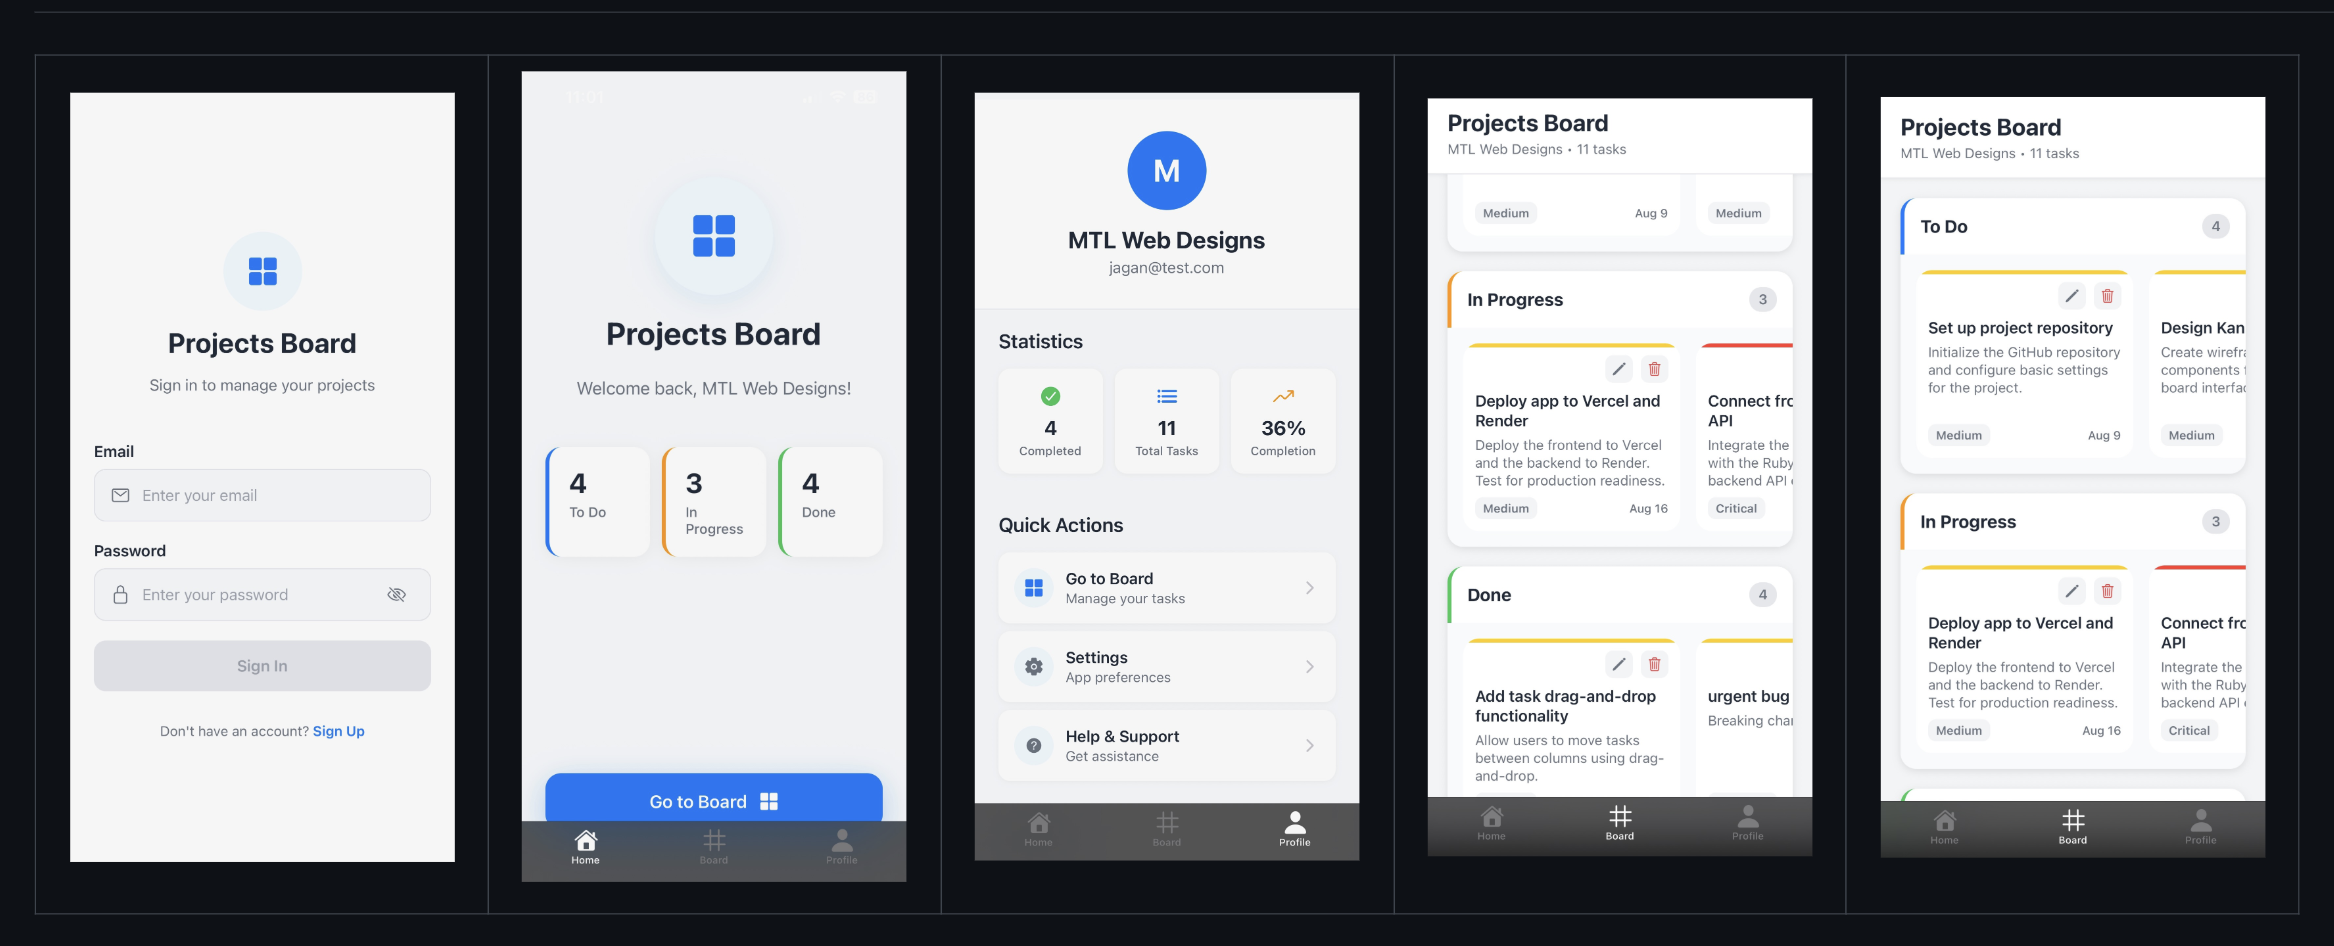 Projects Board
Sign in to manage your projects
Email
Enter your email
Password
Enter your password
Sign In
Don't have an account? Sign Up
11:01
Projects Board
Welcome back, MTL Web Designs!
4
To Do
3
In
Progress
4
Done
Go to Board
Home
Board
Profile
M
MTL Web Designs
jagan@test.com
Statistics
4
Completed
11
Total Tasks
36%
Completion
Quick Actions
Go to Board
Manage your tasks
Settings
App preferences
Help & Support
Get assistance
Home
Board
Profile
Projects Board
MTL Web Designs • 11 tasks
Medium
Aug 9
Medium
In Progress
3
Deploy app to Vercel and
Render
Deploy the frontend to Vercel
and the backend to Render.
Test for production readiness.
Medium
Aug 16
Connect
API
Integrate the
with the Ruby
backend API
Critical
Done
4
Add task drag-and-drop
functionality
Allow users to move tasks
between columns using drag-
and-drop.
urgent bug
Breaking
Home
Board
Profile
Projects Board
MTL Web Designs • 11 tasks
To Do
4
Set up project repository
Initialize the GitHub repository
and configure basic settings
for the project.
Medium
Aug 9
Design Kan
Create
components
board
Medium
In Progress
3
Deploy app to Vercel and
Render
Deploy the frontend to Vercel
and the backend to Render.
Test for production readiness.
Medium
Aug 16
Connect
API
Integrate the
with the Ruby
backend API
Critical
Home
Board
Profile